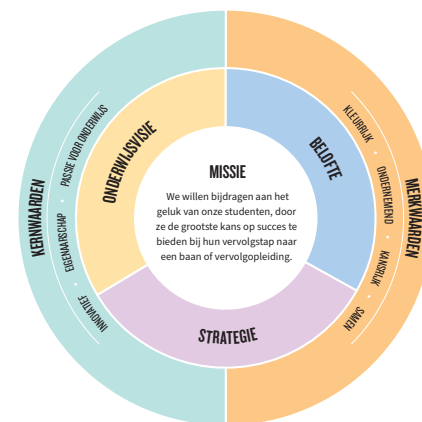 MISSIE
We willen bijdragen aan het
geluk van onze studenten, door
ze de grootste kans op succes te
bieden bij hun vervolgstap naar
een baan of vervolgopleiding.
ONDERWIJSVISIE
BELOFTE
STRATEGIE
KERNWAARDEN
PASSIE VOOR ONDERWIJS
EIGENAARSCHAP
INNOVATIEF
MERKWAARDEN
KLEURRIJK
ONDERNEMEND
KANSRIJK
SAMEN